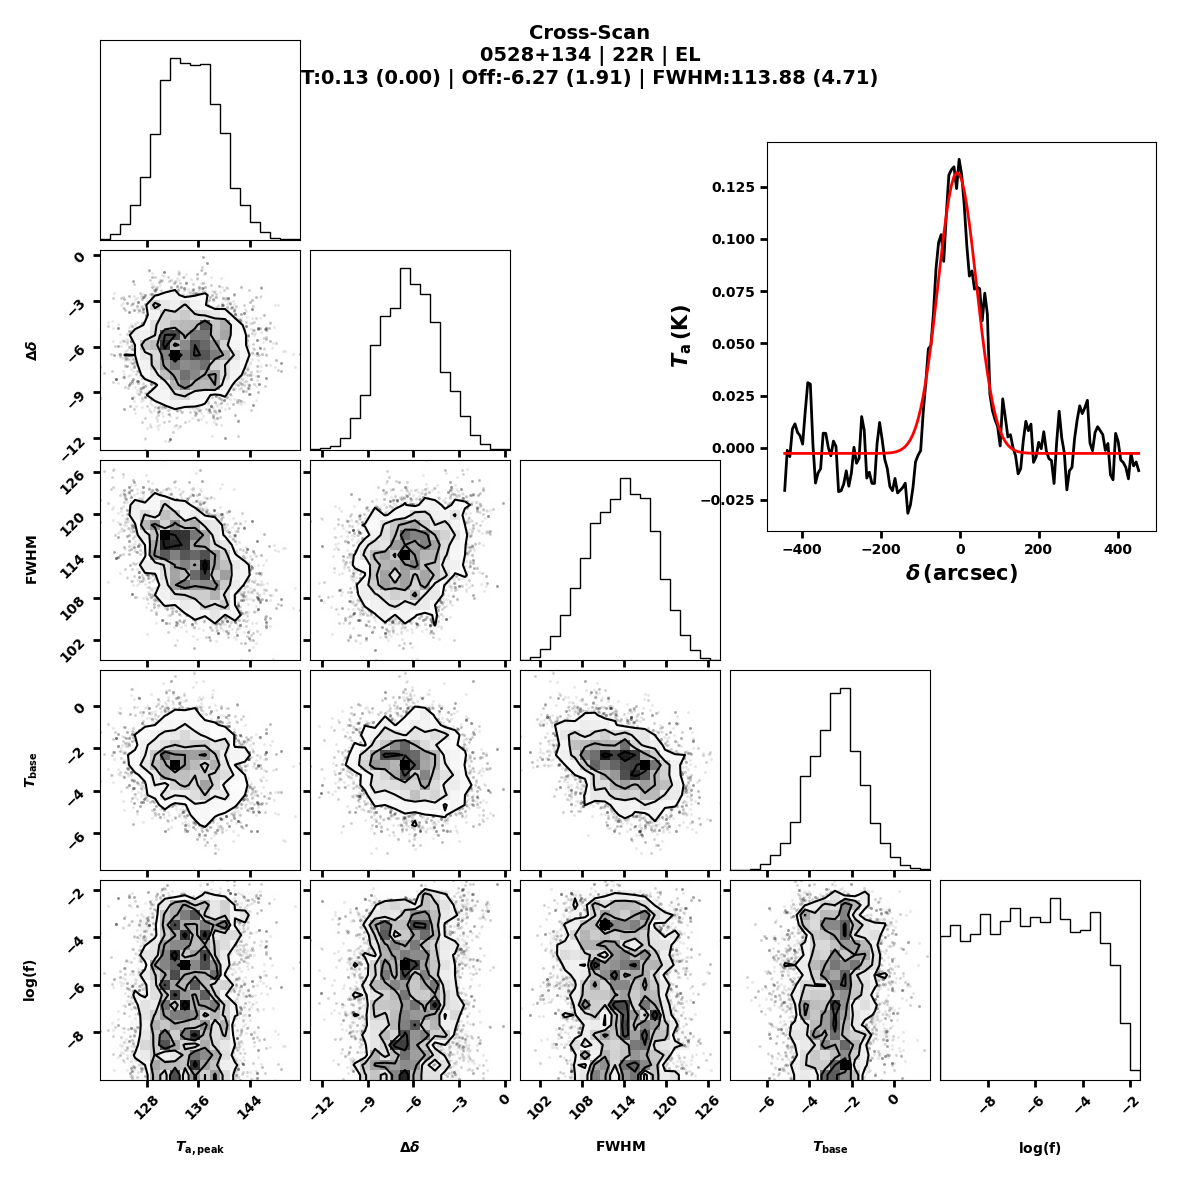 Cross-Scan
0528+134 | 22R | EL
T:0.13 (0.00) | Off:-6.27 (1.91) | FWHM:113.88 (4.71)
0.125
0.100
0.075
0.050
0.025
0.000
−0.025
Tₐ (K)
−400 −200 0 200 400
δ (arcsec)
0
−3
−6
−9
−12
Δδ
126
120
114
108
102
FWHM
0
−2
−4
−6
T_base
−2
−4
−6
−8
log(f)
128 136 144
−12 −9 −6 −3 0
102 108 114 120 126
−6 −4 −2 0
−8 −6 −4 −2
T_a,peak Δδ FWHM T_base log(f)